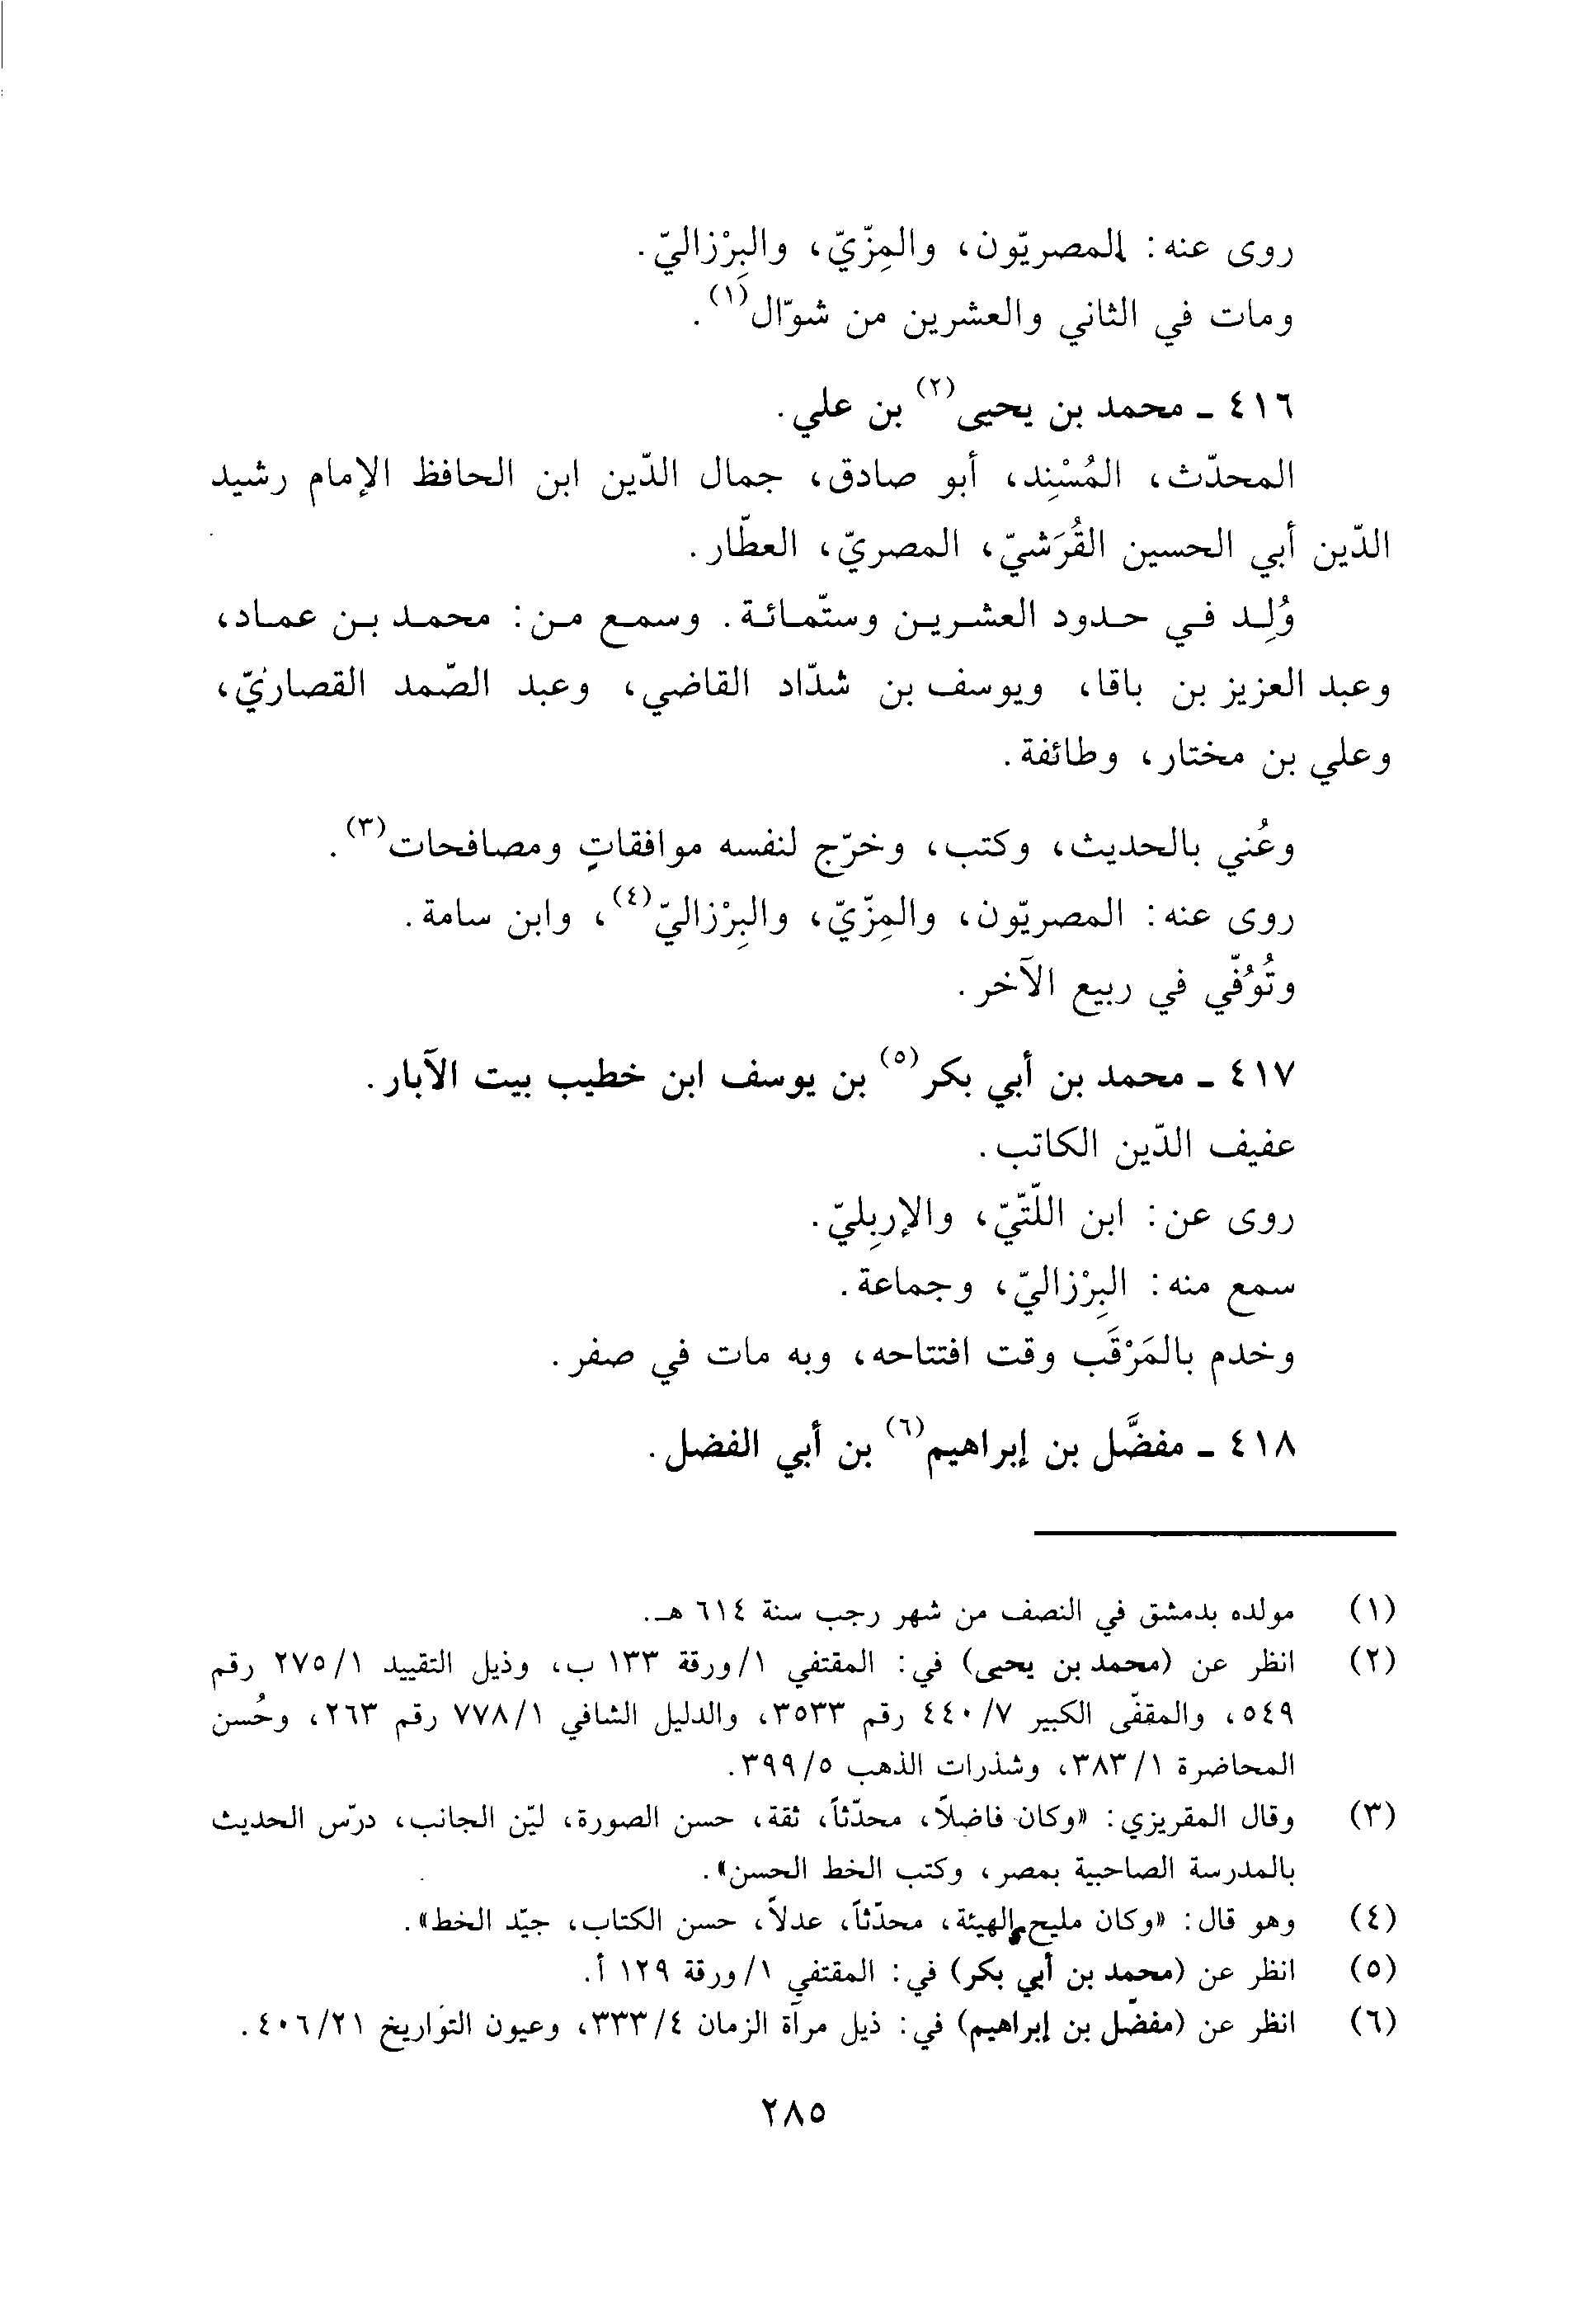 روى عنه: المصريّون، والمِزّيّ، والبِرْزاليّ.
ومات في الثاني والعشرين من شوّال(١).
٤١٦ ـ محمد بن يحيى(٢) بن علي.
المحدّث، المُسْنِد، أبو صادق، جمال الدّين ابن الحافظ الإمام رشيد
الدّين أبي الحسين القُرَشيّ، المصريّ، العطّار.
وُلِد في حدود العشرين وستّمائة. وسمع من: محمد بن عماد،
وعبد العزيز بن باقا، ويوسف بن شدّاد القاضي، وعبد الصّمد القصاريّ،
وعلي بن مختار، وطائفة.
وعُني بالحديث، وكتب، وخرّج لنفسه موافقاتٍ ومصافحات(٣).
روى عنه: المصريّون، والمِزّيّ، والبِرْزاليّ(٤)، وابن سامة.
وتُوُفّي في ربيع الآخر.
٤١٧ ـ محمد بن أبي بكر(٥) بن يوسف ابن خطيب بيت الآبار.
عفيف الدّين الكاتب.
روى عن: ابن اللّتّيّ، والإربِليّ.
سمع منه: البِرْزاليّ، وجماعة.
وخدم بالمَرْقَب وقت افتتاحه، وبه مات في صفر.
٤١٨ ـ مفضَّل بن إبراهيم(٦) بن أبي الفضل.
(١) مولده بدمشق في النصف من شهر رجب سنة ٦١٤ هـ.
(٢) انظر عن (محمد بن يحيى) في: المقتفي ١/ورقة ١٣٣ ب، وذيل التقييد ٢٧٥/١ رقم
٥٤٩، والمقفّى الكبير ٤٤٠/٧ رقم ٣٥٣٣، والدليل الشافي ٧٧٨/١ رقم ٢٦٣، وحُسن
المحاضرة ٣٨٣/١، وشذرات الذهب ٣٩٩/٥.
(٣) وقال المقريزي: «وكان فاضلاً، محدّثاً، ثقة، حسن الصورة، ليّن الجانب، درّس الحديث
بالمدرسة الصاحبية بمصر، وكتب الخط الحسن».
(٤) وهو قال: «وكان مليح الهيئة، محدّثاً، عدلاً، حسن الكتاب، جيّد الخط».
(٥) انظر عن (محمد بن أبي بكر) في: المقتفي ١/ورقة ١٢٩ أ.
(٦) انظر عن (مفضّل بن إبراهيم) في: ذيل مرآة الزمان ٣٣٣/٤، وعيون التواريخ ٤٠٦/٢١.
٢٨٥